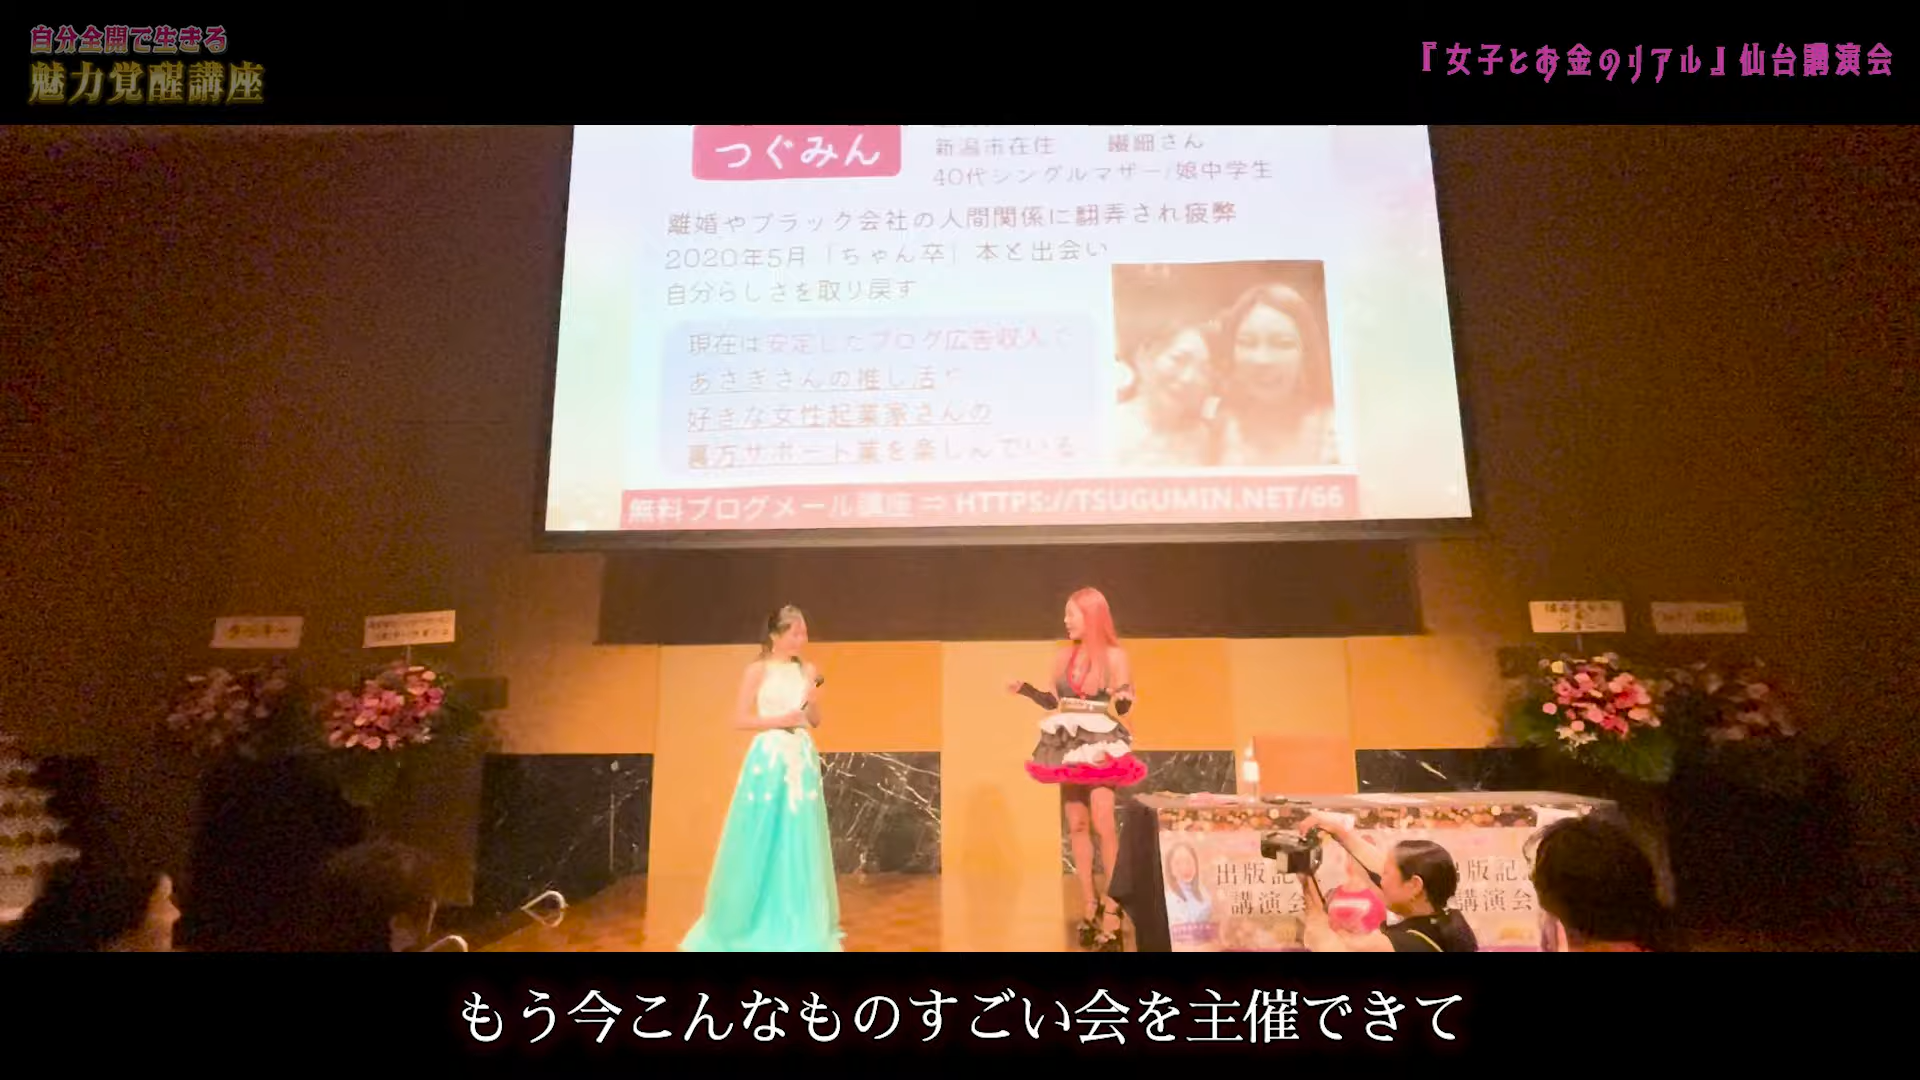 自分全開で生きる
魅力覚醒講座
『女子とお金のリアル』仙台講演会
つぐみん
新潟市在住　繊細さん
40代シングルマザー/娘中学生
離婚やブラック会社の人間関係に翻弄され疲弊
2020年5月「ちゃん卒」本と出会い
自分らしさを取り戻す
現在は安定したブログ広告収入で
あさぎさんの推し活や
好きな女性起業家さんの
裏方サポート業を楽しんでいる
無料ブログメール講座 ⇒ HTTPS://TSUGUMIN.NET/66
出版記
講演会
出版記
講演会
もう今こんなものすごい会を主催できて